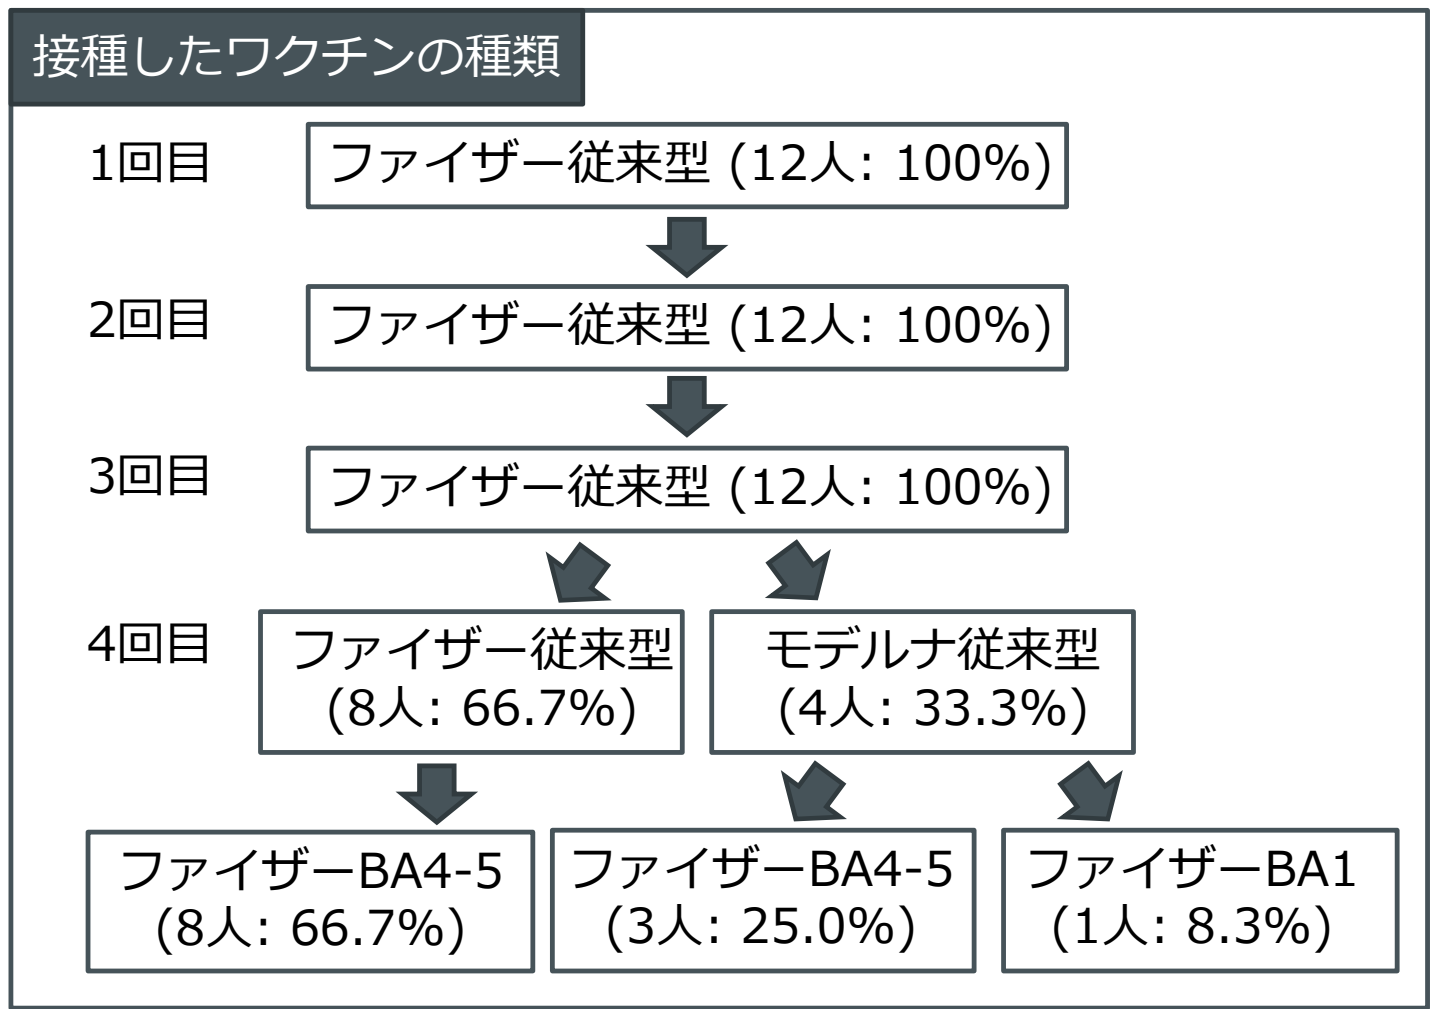 接種したワクチンの種類
1回目
ファイザー従来型 (12人: 100%)
2回目
ファイザー従来型 (12人: 100%)
3回目
ファイザー従来型 (12人: 100%)
4回目
ファイザー従来型
(8人: 66.7%)
モデルナ従来型
(4人: 33.3%)
ファイザーBA4-5
(8人: 66.7%)
ファイザーBA4-5
(3人: 25.0%)
ファイザーBA1
(1人: 8.3%)